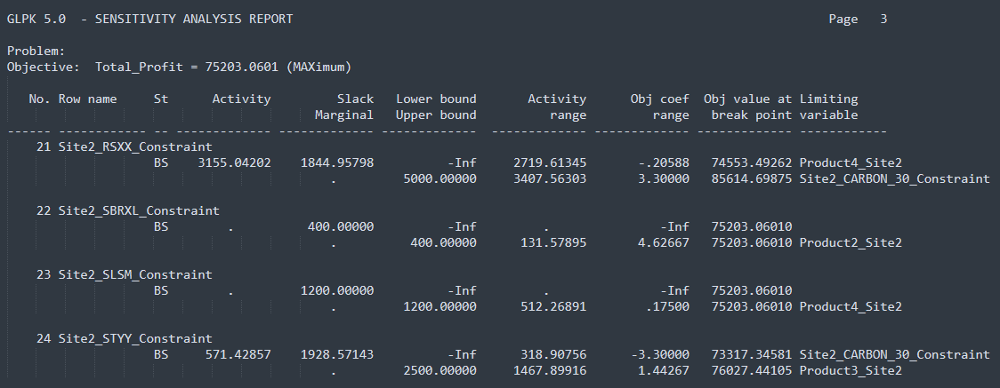 GLPK 5.0  - SENSITIVITY ANALYSIS REPORT                                                                         Page   3

Problem:
Objective:  Total_Profit = 75203.0601 (MAXimum)

   No. Row name     St      Activity         Slack   Lower bound       Activity      Obj coef  Obj value at Limiting
                                          Marginal   Upper bound          range         range   break point variable
------ ------------ -- ------------- ------------- -------------  ------------- ------------- ------------- ------------
    21 Site2_RSXX_Constraint
                    BS    3155.04202    1844.95798          -Inf     2719.61345       -.20588   74553.49262 Product4_Site2
                                            .         5000.00000     3407.56303       3.30000   85614.69875 Site2_CARBON_30_Constraint

    22 Site2_SBRXL_Constraint
                    BS        .          400.00000          -Inf         .               -Inf   75203.06010
                                            .          400.00000      131.57895       4.62667   75203.06010 Product2_Site2

    23 Site2_SLSM_Constraint
                    BS        .         1200.00000          -Inf         .               -Inf   75203.06010
                                            .         1200.00000      512.26891        .17500   75203.06010 Product4_Site2

    24 Site2_STYY_Constraint
                    BS     571.42857    1928.57143          -Inf      318.90756      -3.30000   73317.34581 Site2_CARBON_30_Constraint
                                            .         2500.00000     1467.89916       1.44267   76027.44105 Product3_Site2